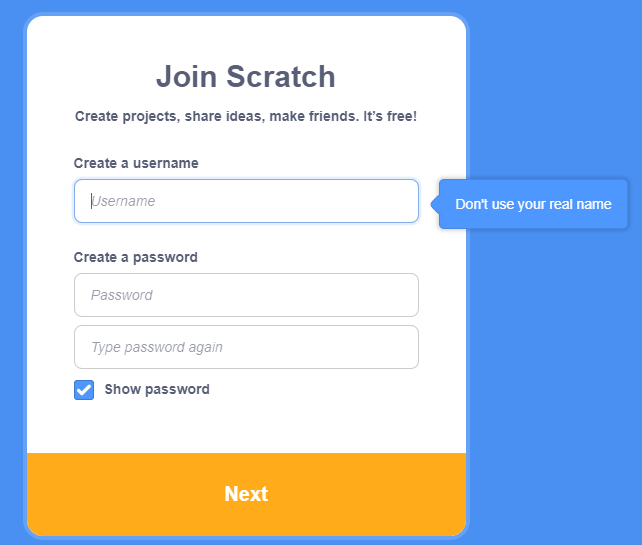 Join Scratch
Create projects, share ideas, make friends. It’s free!
Create a username
Username
Don't use your real name
Create a password
Password
Type password again
Show password
Next